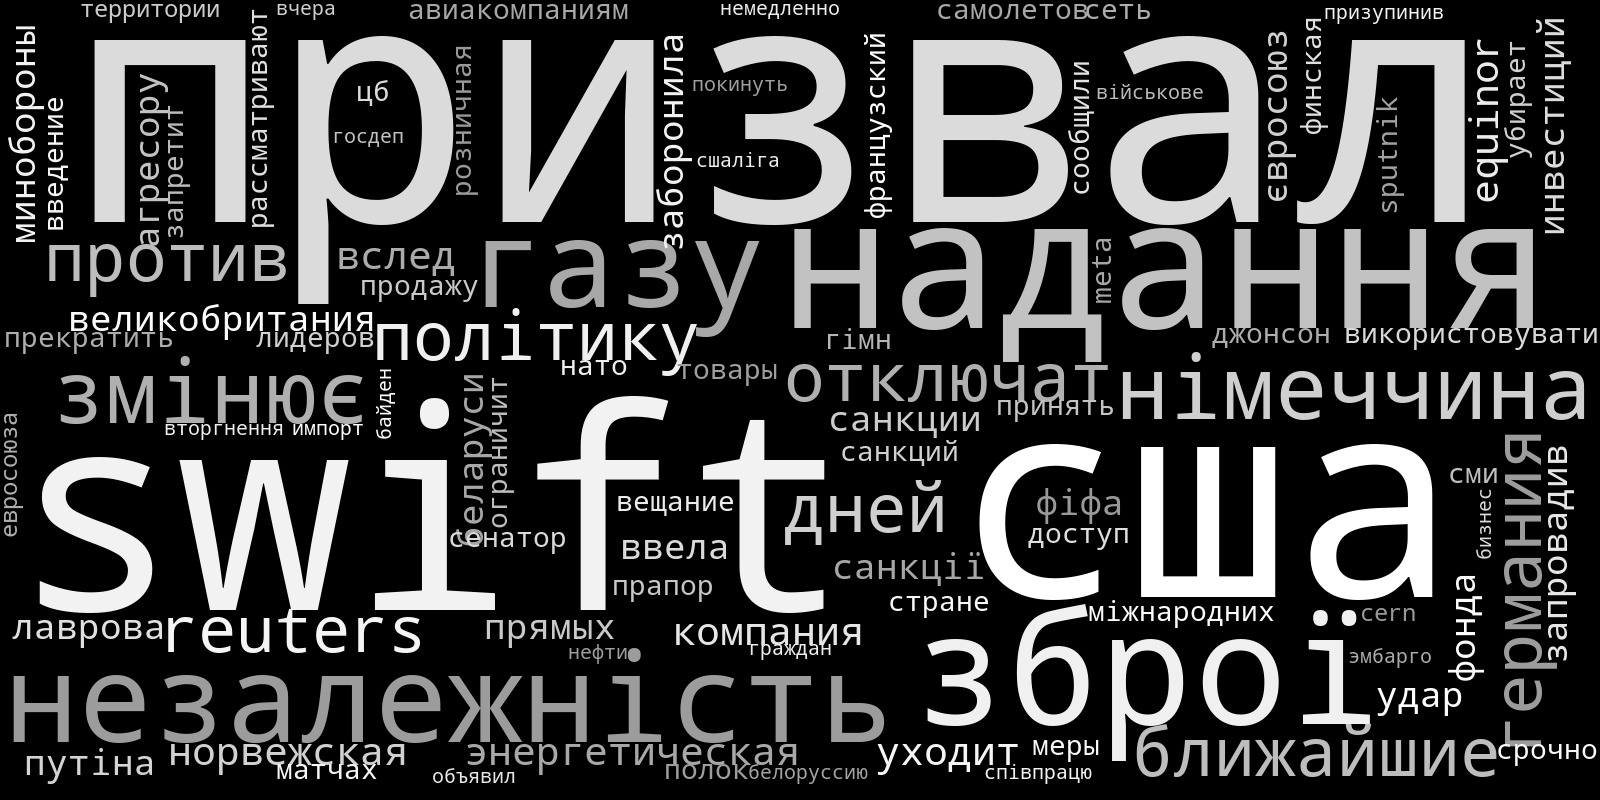 территории
вчера
авиакомпаниям
немедленно
самолетов
сеть
призупинив
призвал
минобороны
введение
агрессору
запретит
рассматривают
цб
госдеп
розничная
заборонила
покинуть
сшаліга
французский
сообщили
військове
євросоюз
финская
sputnik
equinor
убирает
инвестиций
против
вслед
продажу
газу
надання
meta
великобритания
прекратить
лидеров
політику
нато
товары
гімн
джонсон
використовувати
змінює
байден
отключат
принять
німеччина
вторгнення
импорт
санкции
санкций
евросоюза
swift
беларуси
ограничит
сенатор
вещание
ввела
прапор
дней
санкції
стране
сша
фіфа
доступ
сми
бизнес
германия
запровадив
лаврова
reuters
прямых
нефти
компания
граждан
міжнародних
cern
эмбарго
фонда
незалежність
зброї
удар
путіна
норвежская
матчах
энергетическая
объявил
полок
белоруссию
уходит
меры
співпрацю
ближайшие
срочно